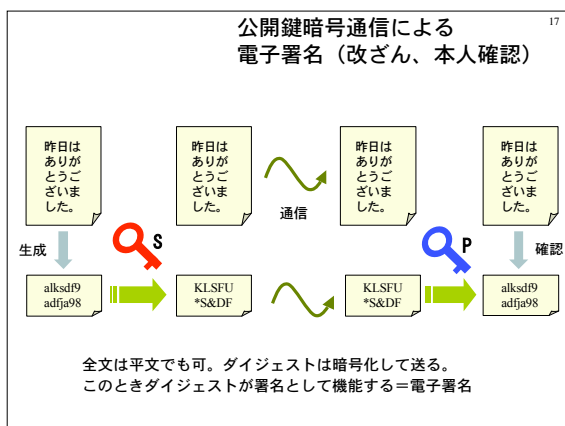 公開鍵暗号通信による
電子署名（改ざん、本人確認）
17
昨日は
ありが
とうご
ざいま
した。
昨日は
ありが
とうご
ざいま
した。
通信
昨日は
ありが
とうご
ざいま
した。
昨日は
ありが
とうご
ざいま
した。
生成
S
P
確認
alksdf9
adfja98
KLSFU
*S&DF
KLSFU
*S&DF
alksdf9
adfja98
全文は平文でも可。ダイジェストは暗号化して送る。
このときダイジェストが署名として機能する＝電子署名